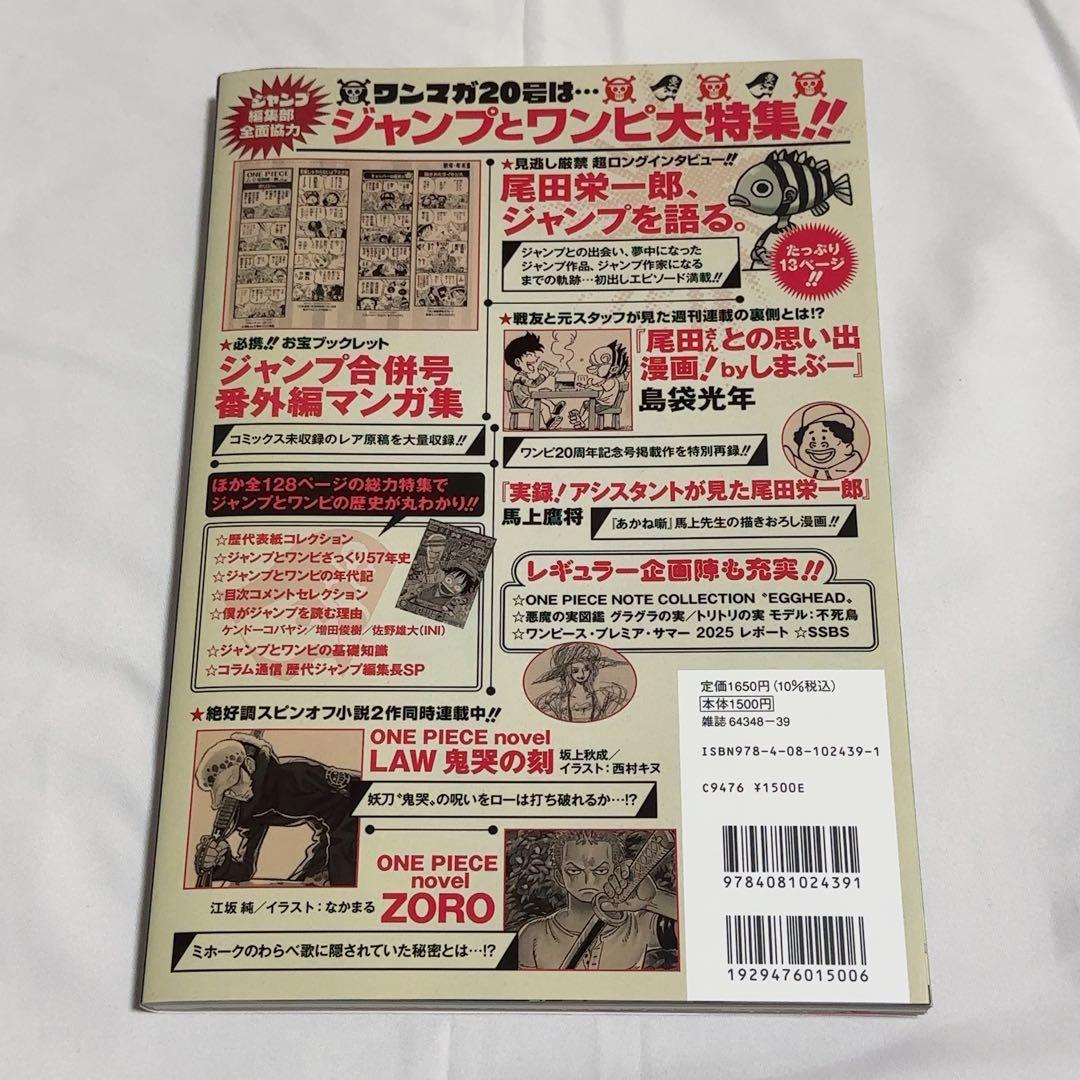 ジャンプ
編集部
全面協力
ワンマガ20号は…
ジャンプとワンピ大特集!!
ONE PIECE
★必携!! お宝ブックレット
ジャンプ合併号
番外編マンガ集
コミックス未収録のレア原稿を大量収録!!
★見逃し厳禁 超ロングインタビュー!!
尾田栄一郎、
ジャンプを語る。
ジャンプとの出会い、夢中になった
ジャンプ作品、ジャンプ作家になる
までの軌跡…初出しエピソード満載!!
たっぷり
13ページ
!!
★戦友と元スタッフが見た週刊連載の裏側とは!?
『尾田さんとの思い出
漫画!byしまぶー』
島袋光年
ワンピ20周年記念号掲載作を特別再録!!
『実録!アシスタントが見た尾田栄一郎』
馬上鷹将
『あかね噺』馬上先生の描きおろし漫画!!
ほか全128ページの総力特集で
ジャンプとワンピの歴史が丸わかり!!
☆歴代表紙コレクション
☆ジャンプとワンピざっくり57年史
☆ジャンプとワンピの年代記
☆目次コメントセレクション
☆僕がジャンプを読む理由
ケンドーコバヤシ/増田俊樹/佐野雄大(INI)
☆ジャンプとワンピの基礎知識
☆コラム通信 歴代ジャンプ編集長SP
レギュラー企画陣も充実!!
☆ONE PIECE NOTE COLLECTION 〝EGGHEAD〟
☆悪魔の実図鑑 グラグラの実/トリトリの実 モデル:不死鳥
☆ワンピース・プレミア・サマー 2025 レポート ☆SSBS
★絶好調スピンオフ小説2作同時連載中!!
ONE PIECE novel
LAW 鬼哭の刻
坂上秋成/
イラスト:西村キヌ
妖刀〝鬼哭〟の呪いをローは打ち破れるか…!?
ONE PIECE
novel
ZORO
江坂 純/イラスト:なかまる
ミホークのわらべ歌に隠されていた秘密とは…!?
定価1650円(10%税込)
本体1500円
雑誌 64348-39
ISBN978-4-08-102439-1
C9476 ¥1500E
9784081024391
1929476015006